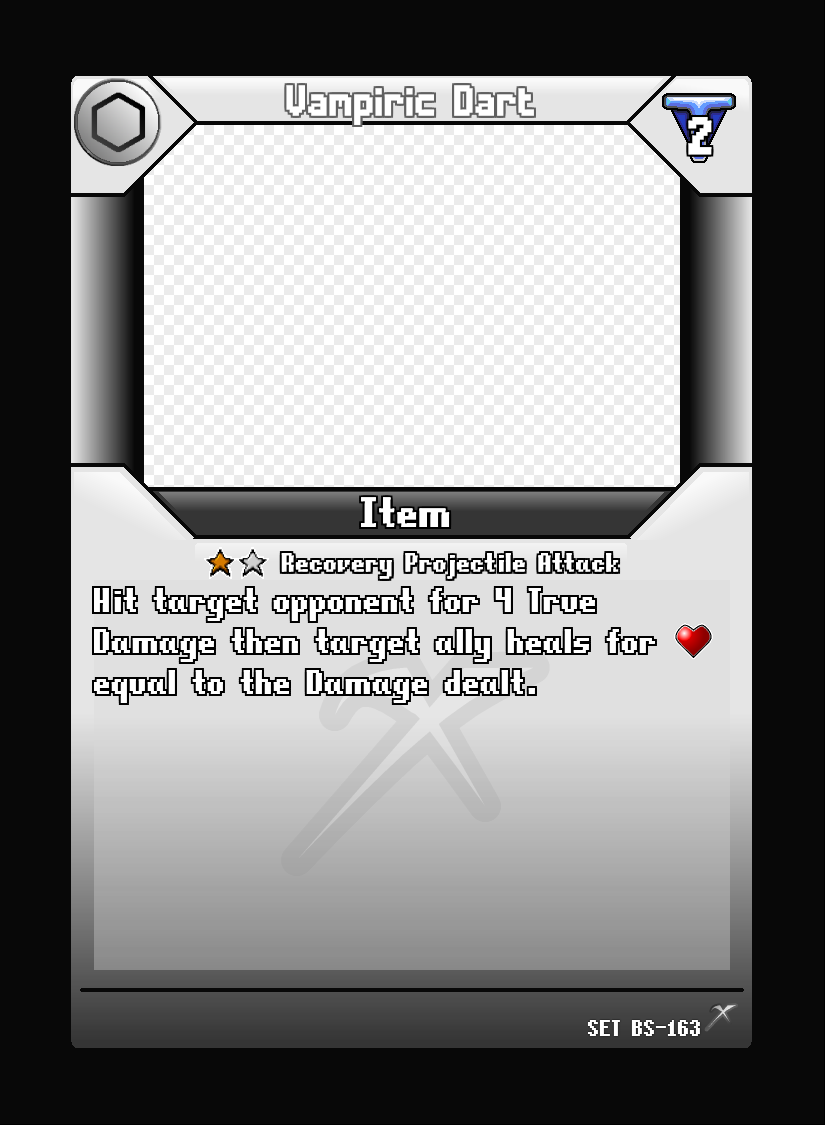 Vampiric Dart
2
Item
Recovery Projectile Attack
Hit target opponent for 4 True
Damage then target ally heals for
equal to the Damage dealt.
SET BS-163